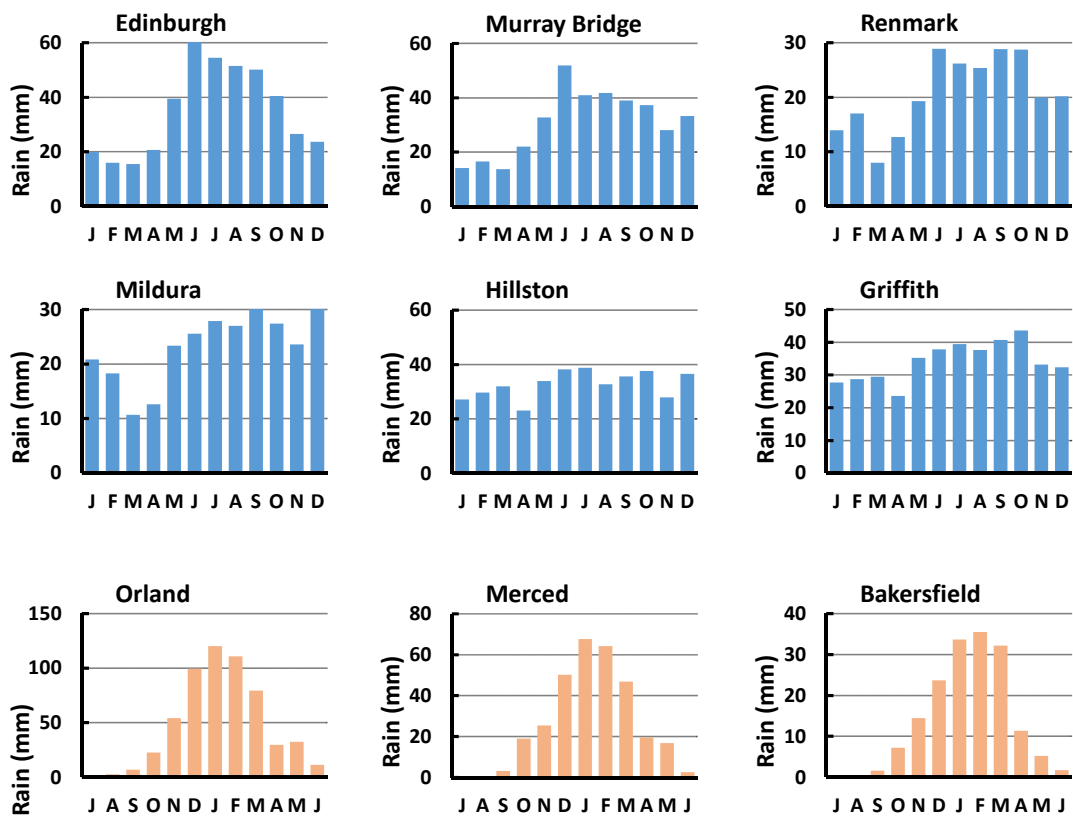 Edinburgh
Rain (mm)
60
40
20
0
J F M A M J J A S O N D
Murray Bridge
Rain (mm)
60
40
20
0
J F M A M J J A S O N D
Renmark
Rain (mm)
30
20
10
0
J F M A M J J A S O N D
Mildura
Rain (mm)
30
20
10
0
J F M A M J J A S O N D
Hillston
Rain (mm)
60
40
20
0
J F M A M J J A S O N D
Griffith
Rain (mm)
50
40
30
20
10
0
J F M A M J J A S O N D
Orland
Rain (mm)
150
100
50
0
J A S O N D J F M A M J
Merced
Rain (mm)
80
60
40
20
0
J A S O N D J F M A M J
Bakersfield
Rain (mm)
40
30
20
10
0
J A S O N D J F M A M J